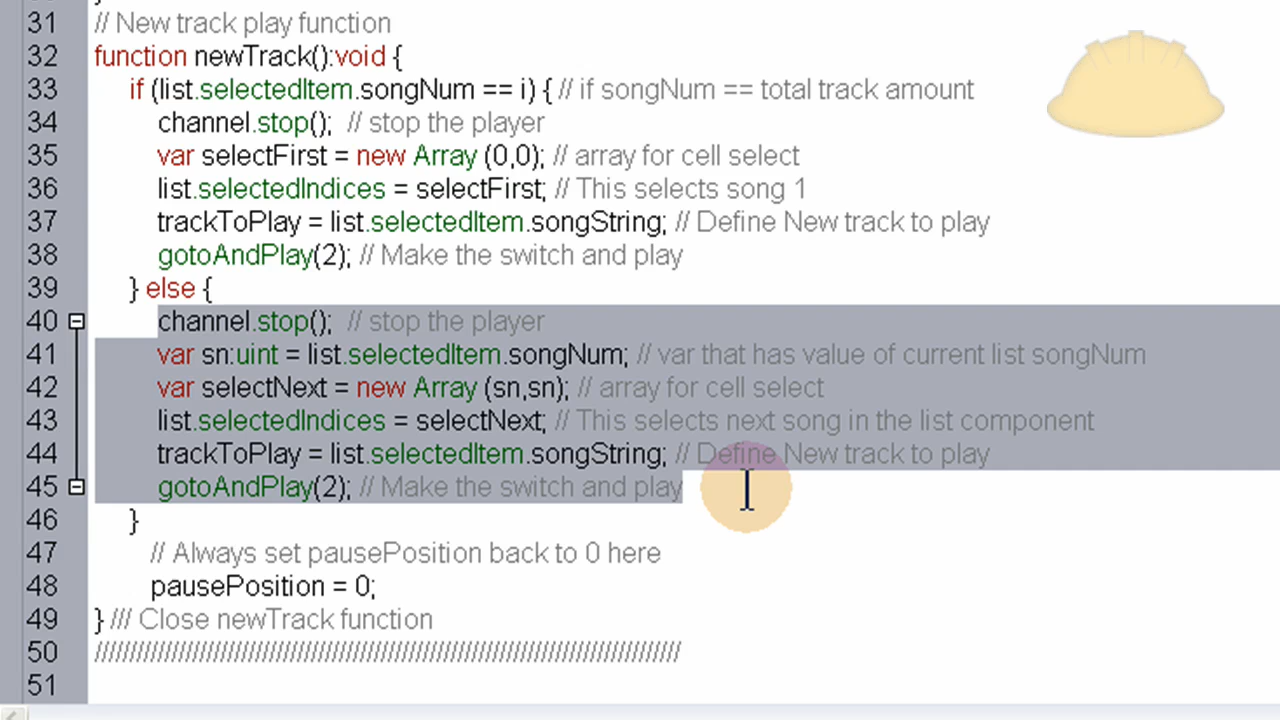 31 // New track play function
32 function newTrack():void {
33 if (list.selectedItem.songNum == i) { // if songNum == total track amount
34 channel.stop(); // stop the player
35 var selectFirst = new Array (0,0); // array for cell select
36 list.selectedIndices = selectFirst; // This selects song 1
37 trackToPlay = list.selectedItem.songString; // Define New track to play
38 gotoAndPlay(2); // Make the switch and play
39 } else {
40 channel.stop(); // stop the player
41 var sn:uint = list.selectedItem.songNum; // var that has value of current list songNum
42 var selectNext = new Array (sn,sn); // array for cell select
43 list.selectedIndices = selectNext; // This selects next song in the list component
44 trackToPlay = list.selectedItem.songString; // Define New track to play
45 gotoAndPlay(2); // Make the switch and play
46 }
47 // Always set pausePosition back to 0 here
48 pausePosition = 0;
49 } /// Close newTrack function
50 ////////////////////////////////////////////////////////////////////////////////////
51